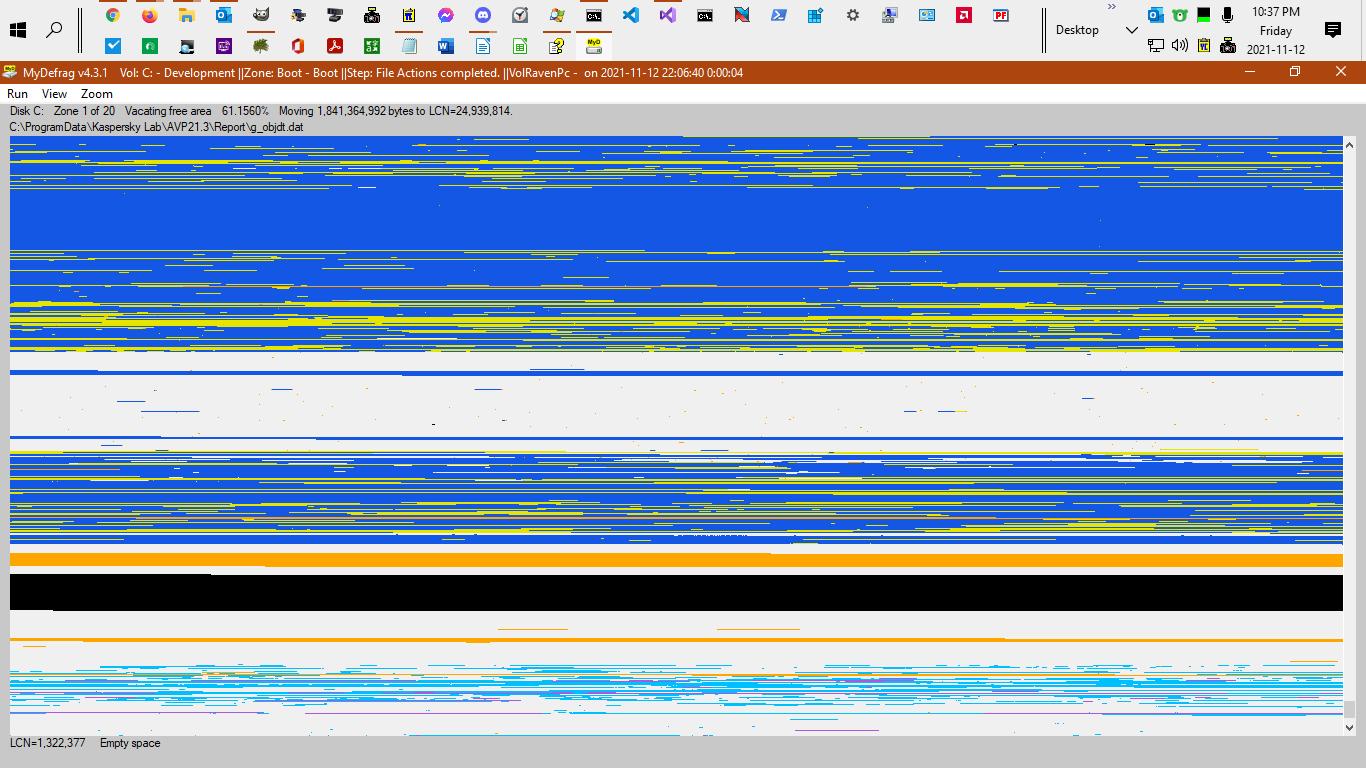 10:37 PM
Desktop
Friday
2021-11-12
MyDefrag v4.3.1 Vol: C: - Development ||Zone: Boot - Boot ||Step: File Actions completed. ||VolRavenPc - on 2021-11-12 22:06:40 0:00:04
Run View Zoom
Disk C: Zone 1 of 20 Vacating free area 61.1560% Moving 1,841,364,992 bytes to LCN=24,939,814.
C:\ProgramData\Kaspersky Lab\AVP21.3\Report\g_objdt.dat
LCN=1,322,377 Empty space